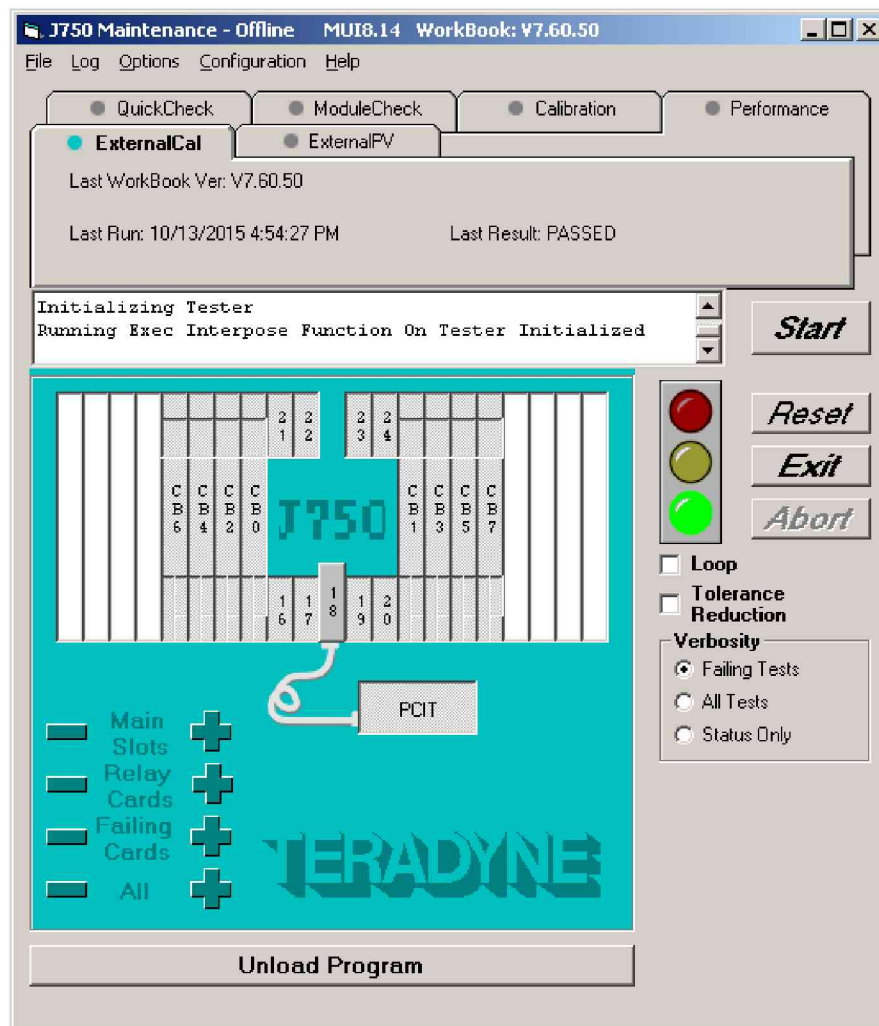 J750 Maintenance - Offline MUI8.14 WorkBook: V7.60.50
File Log Options Configuration Help
QuickCheck ModuleCheck Calibration Performance
ExternalCal ExternalPV
Last WorkBook Ver: V7.60.50
Last Run: 10/13/2015 4:54:27 PM Last Result: PASSED
Initializing Tester
Running Exec Interpose Function On Tester Initialized
Start
Reset
Exit
Abort
21 22 23 24
CB6 CB4 CB2 CB0 J750 CB1 CB3 CB5 CB7
16 17 18 19 20
PCIT
Loop
Tolerance
Reduction
Verbosity
Failing Tests
All Tests
Status Only
Main
Slots
Relay
Cards
Failing
Cards
All
TERADYNE
Unload Program